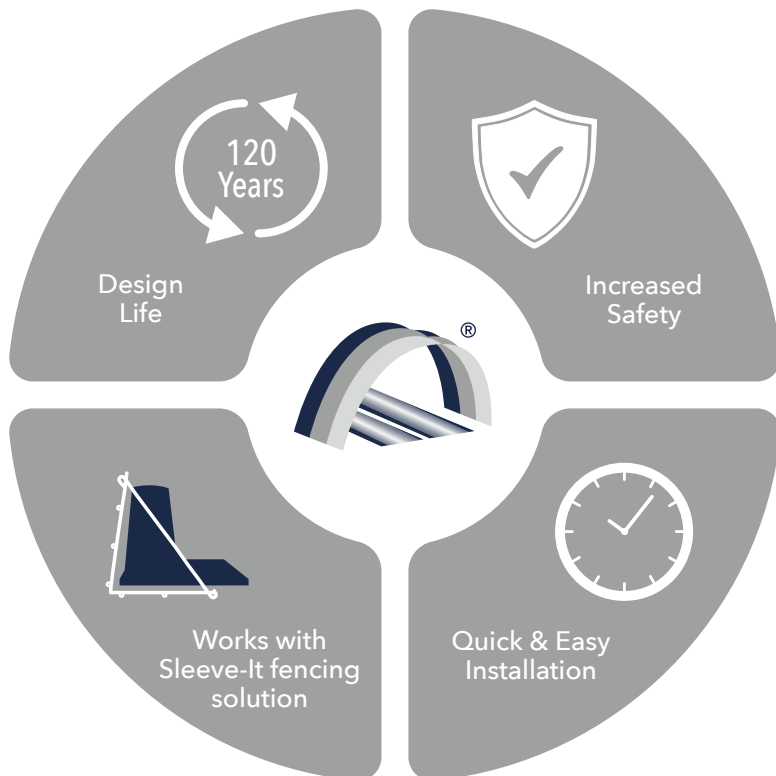 120
Years
Design
Life
Increased
Safety
®
Works with
Sleeve-It fencing
solution
Quick & Easy
Installation